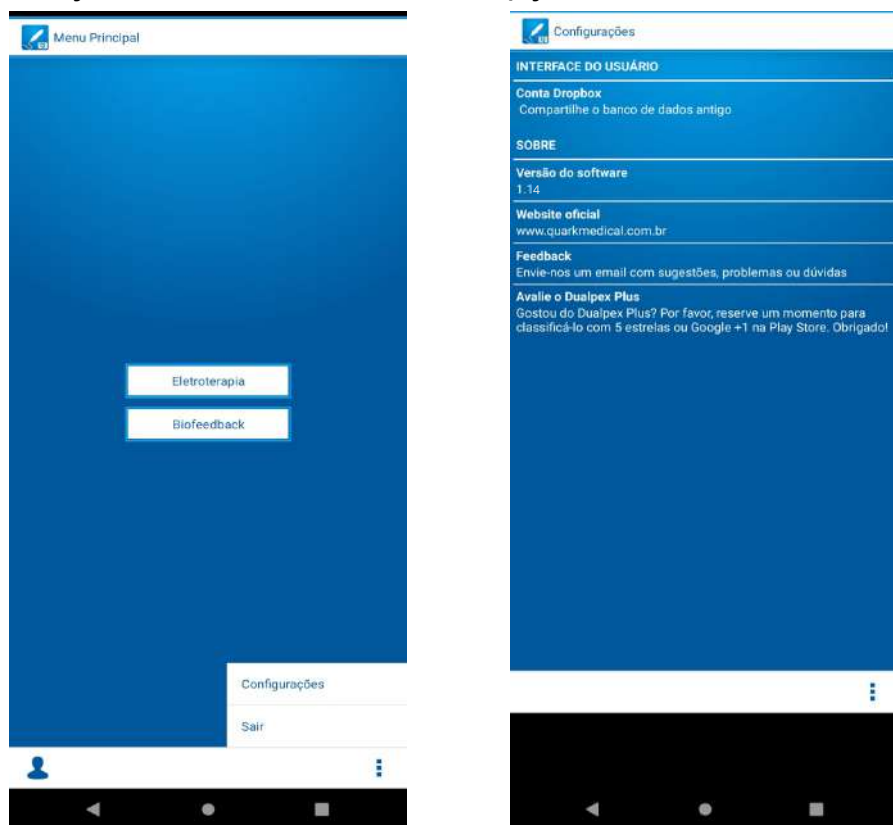 Menu Principal
Eletroterapia
Biofeedback
Configurações
Sair
Configurações
INTERFACE DO USUÁRIO
Conta Dropbox
Compartilhe o banco de dados antigo
SOBRE
Versão do software
1.14
Website oficial
www.quarkmedical.com.br
Feedback
Envie-nos um email com sugestões, problemas ou dúvidas
Avalie o Dualpex Plus
Gostou do Dualpex Plus? Por favor, reserve um momento para
classificá-lo com 5 estrelas ou Google +1 na Play Store. Obrigado!